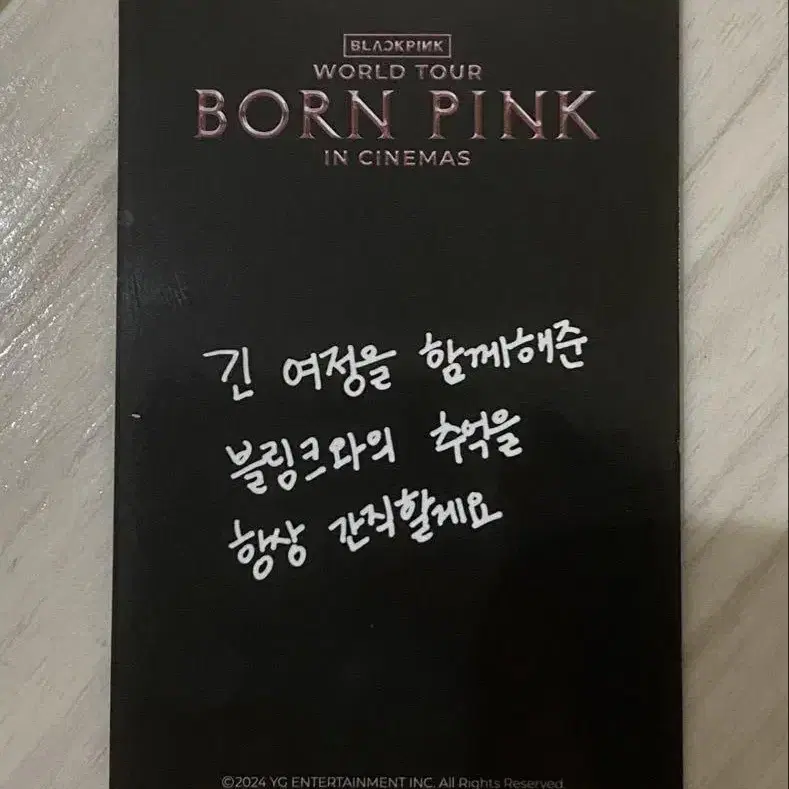 BLACKPINK
WORLD TOUR
BORN PINK
IN CINEMAS
긴 여정을 함께해준
블링크와의 추억을
항상 간직할게요
©2024 YG ENTERTAINMENT INC. All Rights Reserved